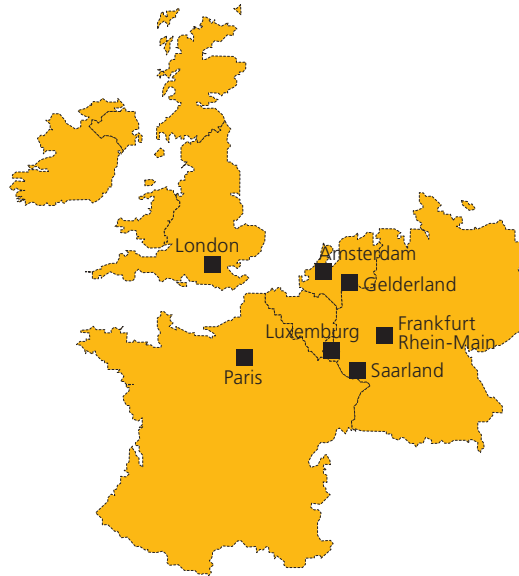 London
Amsterdam
Gelderland
Frankfurt
Rhein-Main
Luxemburg
Saarland
Paris